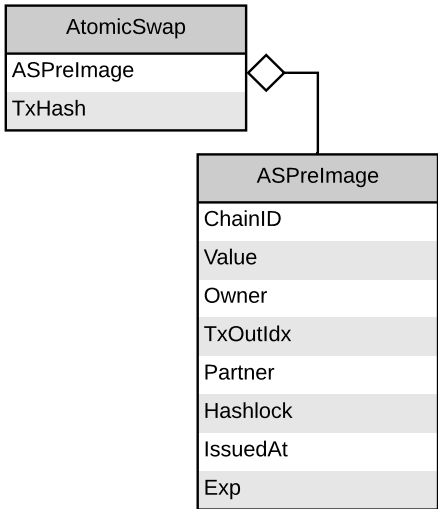 AtomicSwap
ASPreImage
TxHash
ASPreImage
ChainID
Value
Owner
TxOutIdx
Partner
Hashlock
IssuedAt
Exp